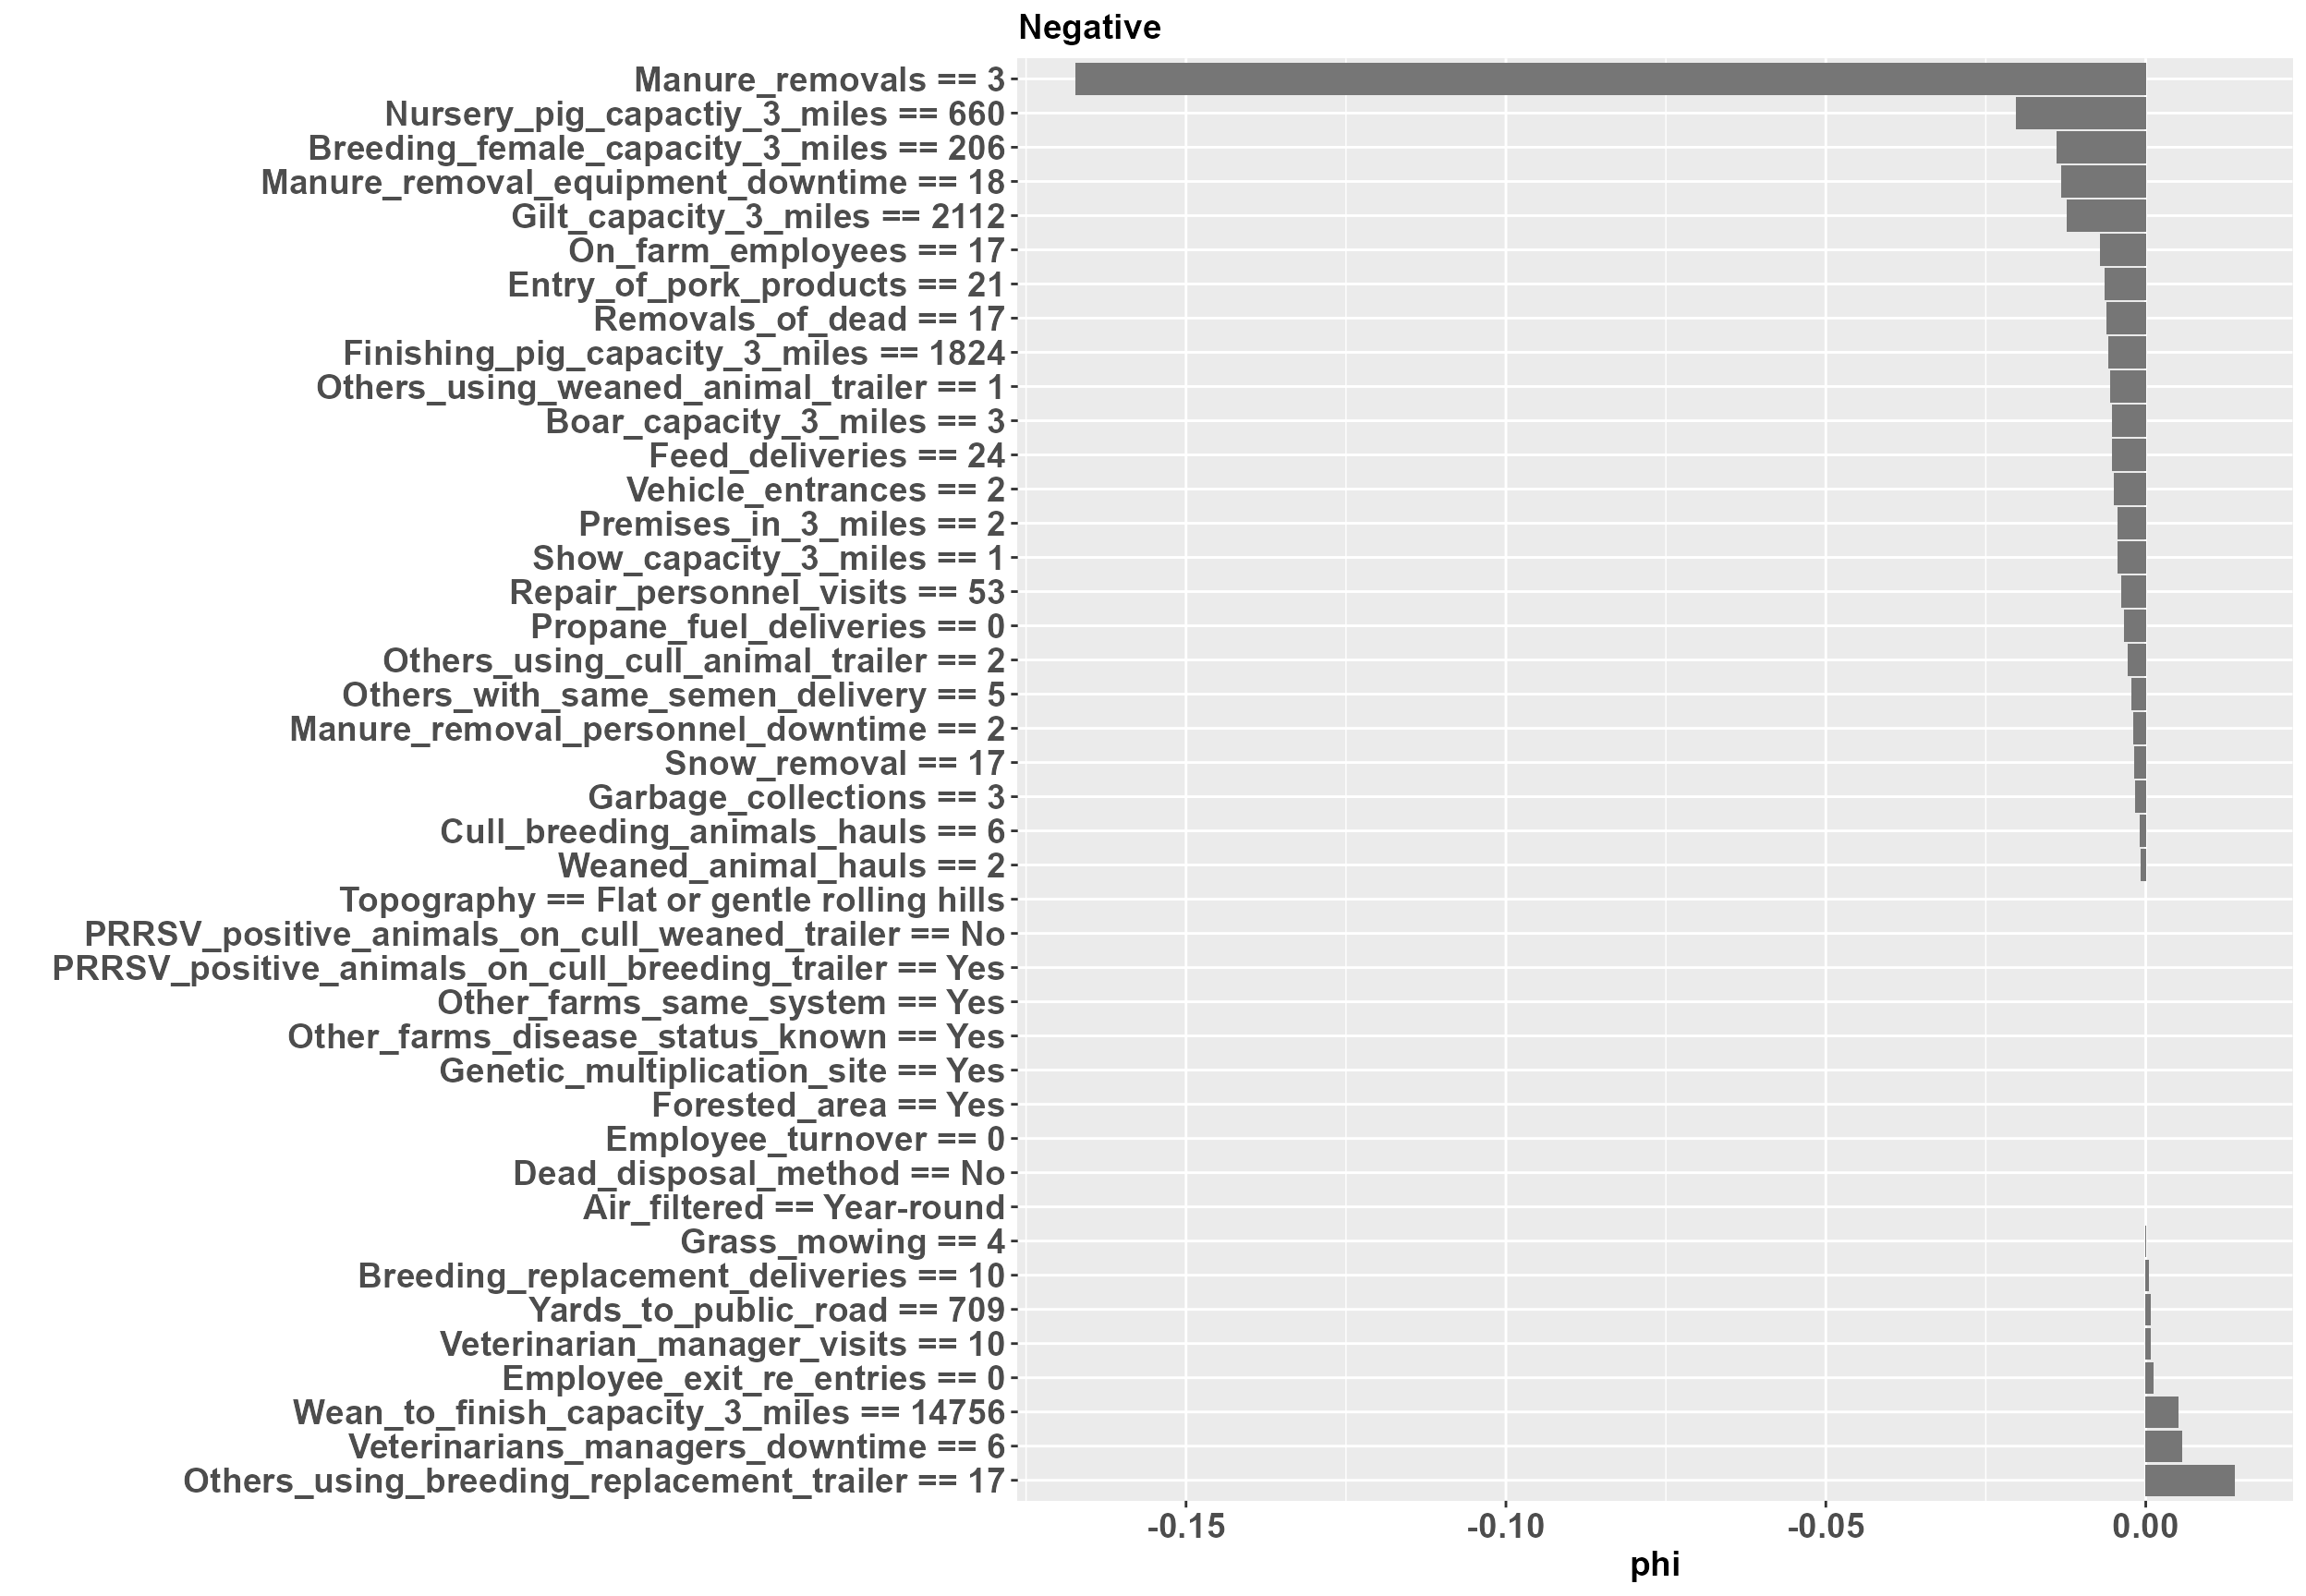 Negative
Manure_removals == 3
Nursery_pig_capactiy_3_miles == 660
Breeding_female_capacity_3_miles == 206
Manure_removal_equipment_downtime == 18
Gilt_capacity_3_miles == 2112
On_farm_employees == 17
Entry_of_pork_products == 21
Removals_of_dead == 17
Finishing_pig_capacity_3_miles == 1824
Others_using_weaned_animal_trailer == 1
Boar_capacity_3_miles == 3
Feed_deliveries == 24
Vehicle_entrances == 2
Premises_in_3_miles == 2
Show_capacity_3_miles == 1
Repair_personnel_visits == 53
Propane_fuel_deliveries == 0
Others_using_cull_animal_trailer == 2
Others_with_same_semen_delivery == 5
Manure_removal_personnel_downtime == 2
Snow_removal == 17
Garbage_collections == 3
Cull_breeding_animals_hauls == 6
Weaned_animal_hauls == 2
Topography == Flat or gentle rolling hills
PRRSV_positive_animals_on_cull_weaned_trailer == No
PRRSV_positive_animals_on_cull_breeding_trailer == Yes
Other_farms_same_system == Yes
Other_farms_disease_status_known == Yes
Genetic_multiplication_site == Yes
Forested_area == Yes
Employee_turnover == 0
Dead_disposal_method == No
Air_filtered == Year-round
Grass_mowing == 4
Breeding_replacement_deliveries == 10
Yards_to_public_road == 709
Veterinarian_manager_visits == 10
Employee_exit_re_entries == 0
Wean_to_finish_capacity_3_miles == 14756
Veterinarians_managers_downtime == 6
Others_using_breeding_replacement_trailer == 17
-0.15 -0.10 -0.05 0.00
phi